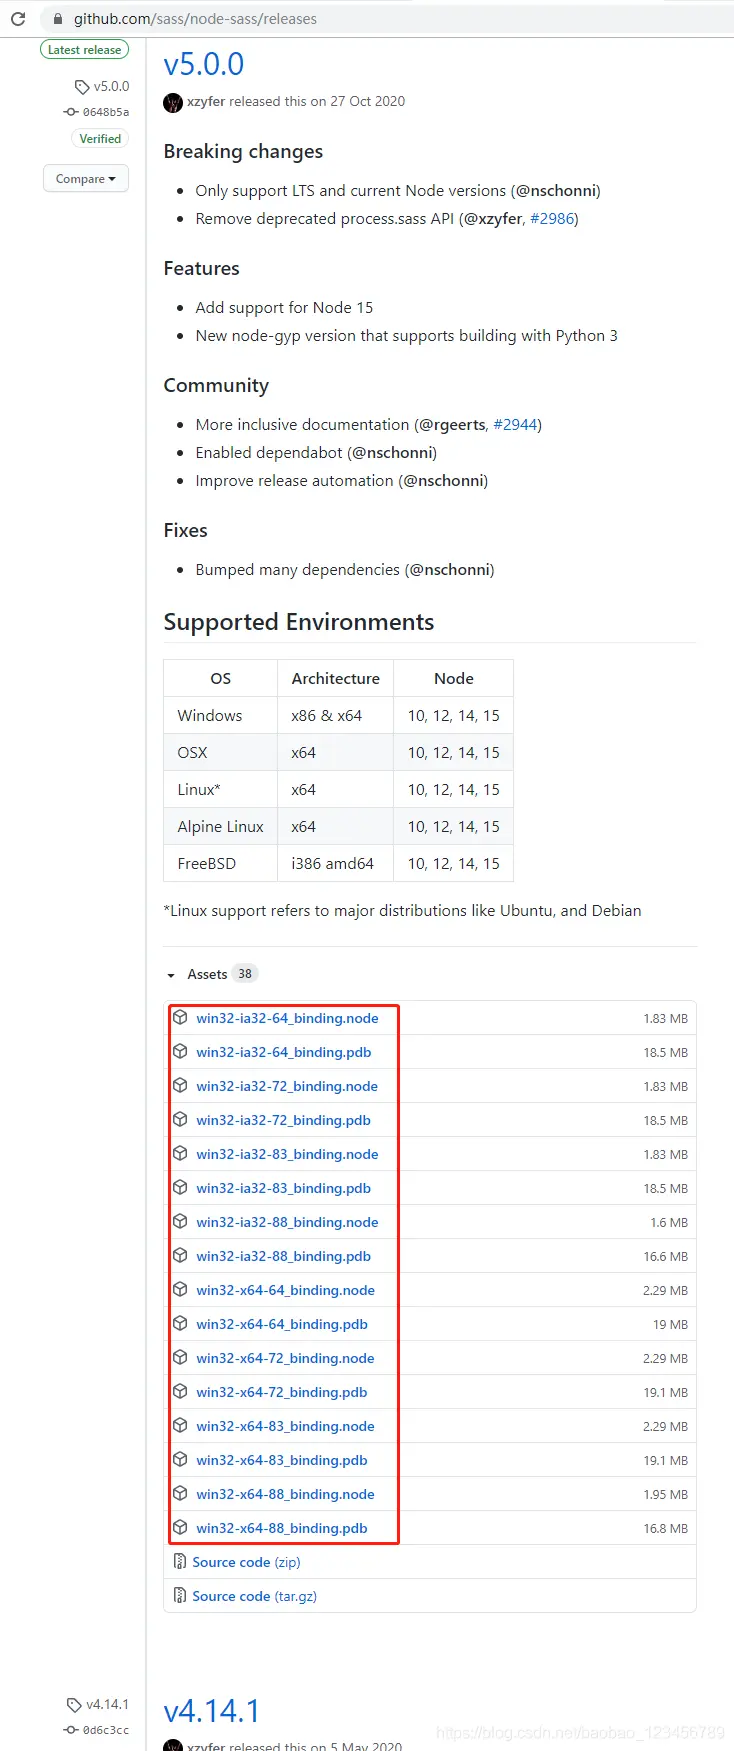 github.com/sass/node-sass/releases
Latest release
v5.0.0
0648b5a
Verified
Compare
v5.0.0
xzyfer released this on 27 Oct 2020
Breaking changes
Only support LTS and current Node versions (@nschonni)
Remove deprecated process.sass API (@xzyfer, #2986)
Features
Add support for Node 15
New node-gyp version that supports building with Python 3
Community
More inclusive documentation (@rgeerts, #2944)
Enabled dependabot (@nschonni)
Improve release automation (@nschonni)
Fixes
Bumped many dependencies (@nschonni)
Supported Environments
OS Architecture Node
Windows x86 & x64 10, 12, 14, 15
OSX x64 10, 12, 14, 15
Linux* x64 10, 12, 14, 15
Alpine Linux x64 10, 12, 14, 15
FreeBSD i386 amd64 10, 12, 14, 15
*Linux support refers to major distributions like Ubuntu, and Debian
Assets 38
win32-ia32-64_binding.node 1.83 MB
win32-ia32-64_binding.pdb 18.5 MB
win32-ia32-72_binding.node 1.83 MB
win32-ia32-72_binding.pdb 18.5 MB
win32-ia32-83_binding.node 1.83 MB
win32-ia32-83_binding.pdb 18.5 MB
win32-ia32-88_binding.node 1.6 MB
win32-ia32-88_binding.pdb 16.6 MB
win32-x64-64_binding.node 2.29 MB
win32-x64-64_binding.pdb 19 MB
win32-x64-72_binding.node 2.29 MB
win32-x64-72_binding.pdb 19.1 MB
win32-x64-83_binding.node 2.29 MB
win32-x64-83_binding.pdb 19.1 MB
win32-x64-88_binding.node 1.95 MB
win32-x64-88_binding.pdb 16.8 MB
Source code (zip)
Source code (tar.gz)
v4.14.1
0d6c3cc
v4.14.1
xzyfer released this on 5 May 2020
https://blog.csdn.net/baobao_123456789